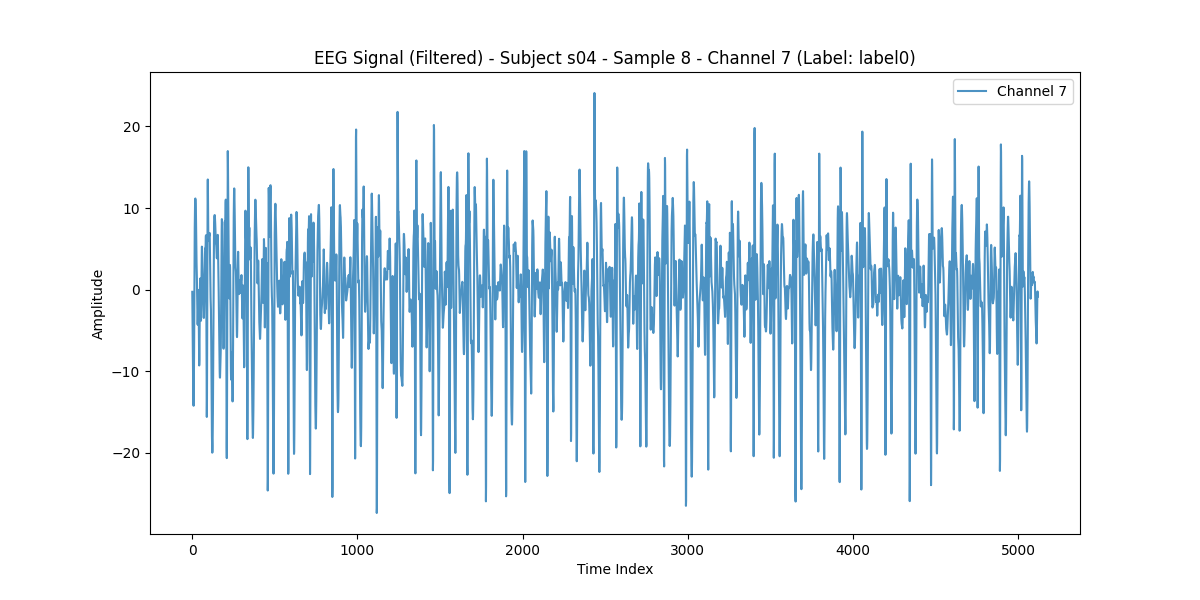 EEG Signal (Filtered) - Subject s04 - Sample 8 - Channel 7 (Label: label0)
Channel 7
20
10
0
−10
−20
Amplitude
0 1000 2000 3000 4000 5000
Time Index